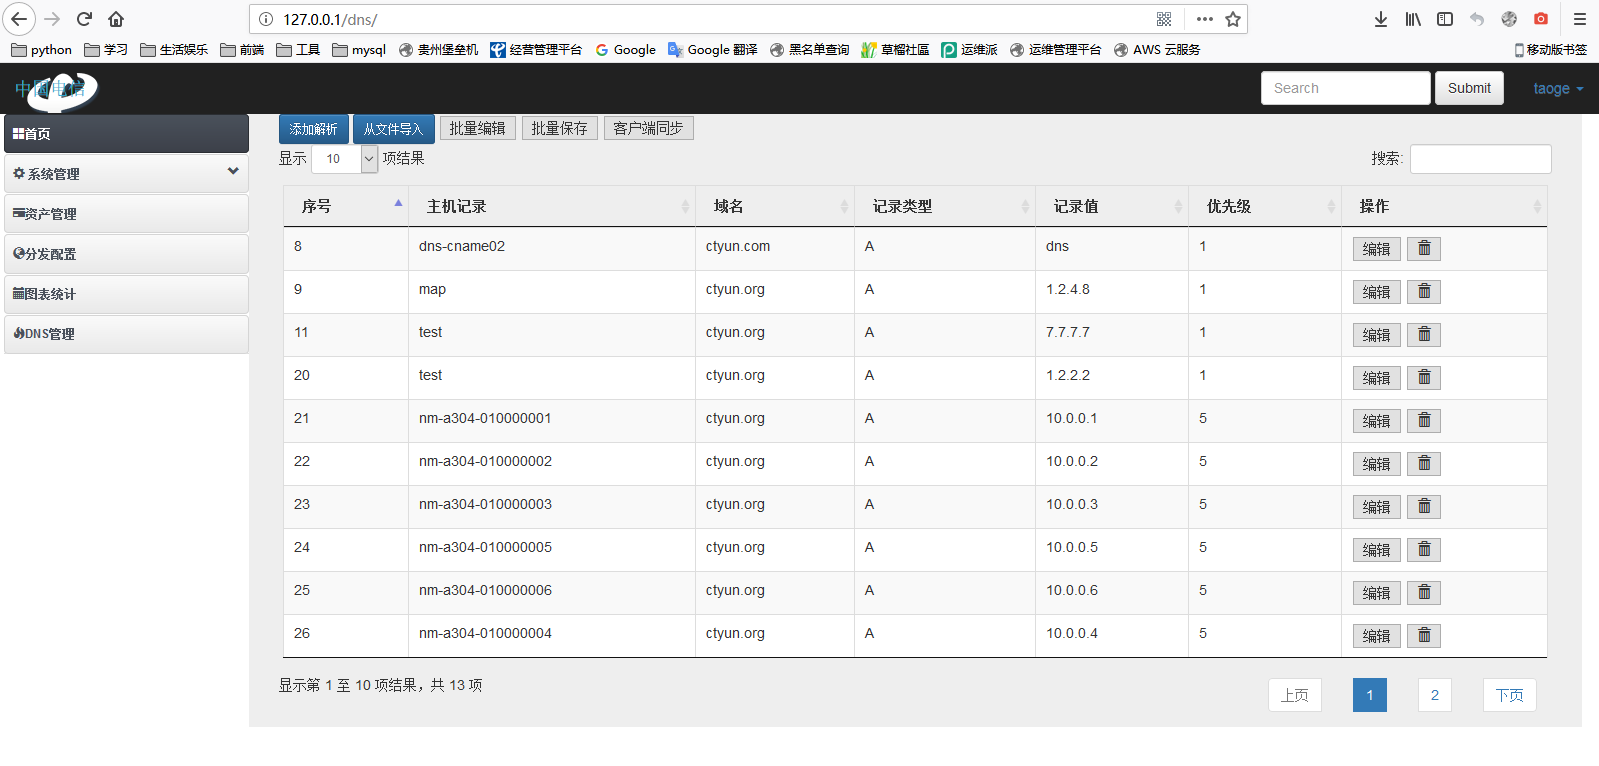 127.0.0.1/dns/
python 学习 生活娱乐 前端 工具 mysql 贵州堡垒机 经营管理平台 Google Google 翻译 黑名单查询 草榴社區 运维派 运维管理平台 AWS 云服务 移动版书签
中国电信 Search Submit taoge
首页
系统管理
资产管理
分发配置
图表统计
DNS管理
添加解析 从文件导入 批量编辑 批量保存 客户端同步
显示 10 项结果 搜索:
序号 主机记录 域名 记录类型 记录值 优先级 操作
8 dns-cname02 ctyun.com A dns 1 编辑
9 map ctyun.org A 1.2.4.8 1 编辑
11 test ctyun.org A 7.7.7.7 1 编辑
20 test ctyun.org A 1.2.2.2 1 编辑
21 nm-a304-010000001 ctyun.org A 10.0.0.1 5 编辑
22 nm-a304-010000002 ctyun.org A 10.0.0.2 5 编辑
23 nm-a304-010000003 ctyun.org A 10.0.0.3 5 编辑
24 nm-a304-010000005 ctyun.org A 10.0.0.5 5 编辑
25 nm-a304-010000006 ctyun.org A 10.0.0.6 5 编辑
26 nm-a304-010000004 ctyun.org A 10.0.0.4 5 编辑
显示第 1 至 10 项结果，共 13 项
上页 1 2 下页